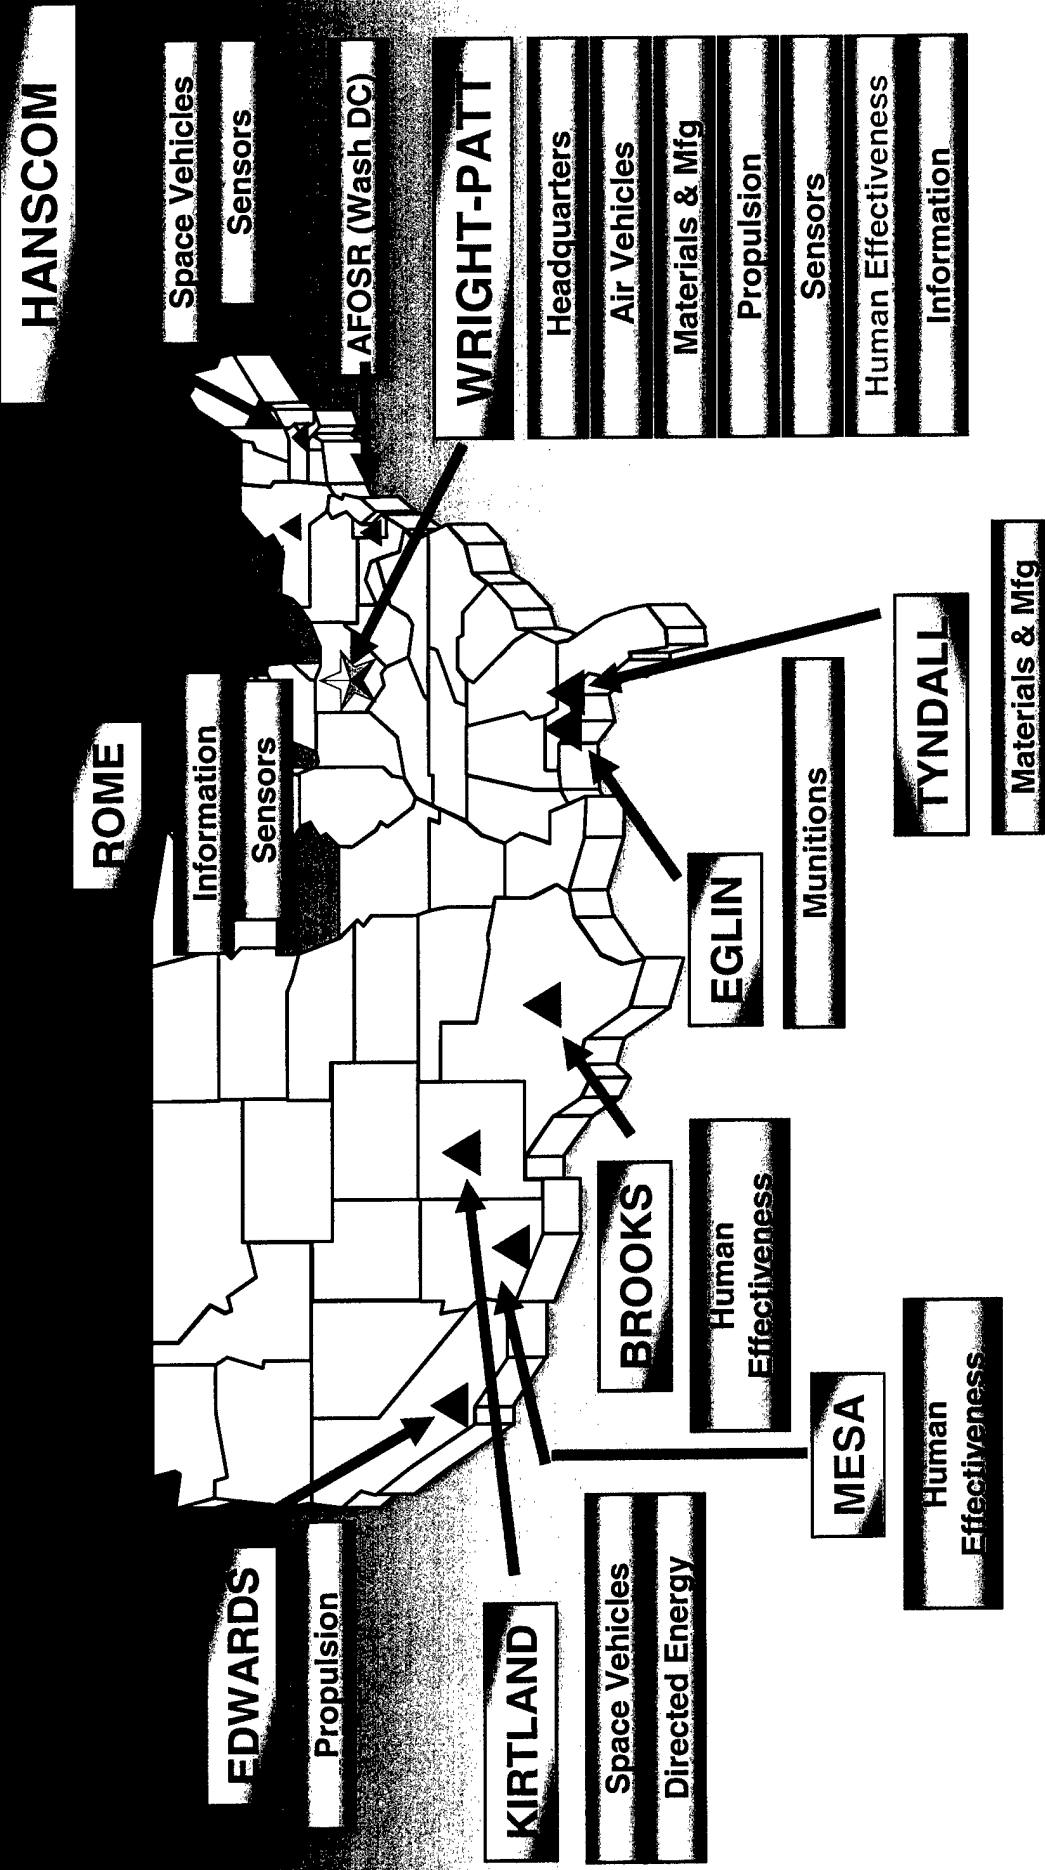 EDWARDS
Propulsion
KIRTLAND
Space Vehicles
Directed Energy
MESA
Human
Effectiveness
BROOKS
Human
Effectiveness
ROME
Information
Sensors
EGLIN
Munitions
TYNDALL
Materials & Mfg
HANSCOM
Space Vehicles
Sensors
AFOSR (Wash DC)
WRIGHT-PATT
Headquarters
Air Vehicles
Materials & Mfg
Propulsion
Sensors
Human Effectiveness
Information